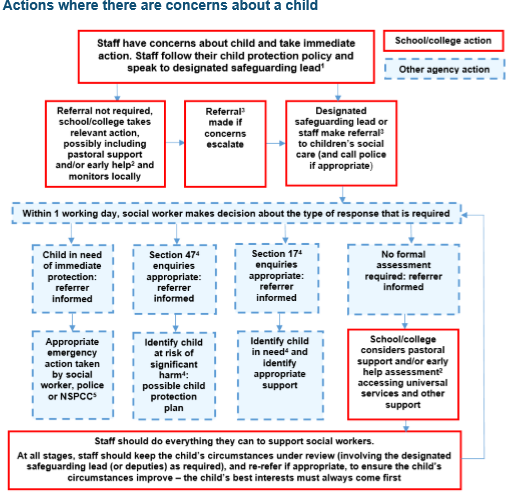 Actions where there are concerns about a child
Staff have concerns about child and take immediate
action. Staff follow their child protection policy and
speak to designated safeguarding lead¹
School/college action
Other agency action
Referral not required,
school/college takes
relevant action,
possibly including
pastoral support
and/or early help² and
monitors locally
Referral³
made if
concerns
escalate
Designated
safeguarding lead or
staff make referral³
to children's social
care (and call police
if appropriate)
Within 1 working day, social worker makes decision about the type of response that is required
Child in need
of immediate
protection:
referrer
informed
Section 47⁴
enquiries
appropriate:
referrer
informed
Section 17⁴
enquiries
appropriate:
referrer
informed
No formal
assessment
required: referrer
informed
Appropriate
emergency
action taken
by social
worker, police
or NSPCC⁵
Identify child
at risk of
significant
harm⁴:
possible child
protection
plan
Identify child
in need⁴ and
identify
appropriate
support
School/college
considers pastoral
support and/or early
help assessment²
accessing universal
services and other
support
Staff should do everything they can to support social workers.
At all stages, staff should keep the child's circumstances under review (involving the designated
safeguarding lead (or deputies) as required), and re-refer if appropriate, to ensure the child's
circumstances improve – the child's best interests must always come first